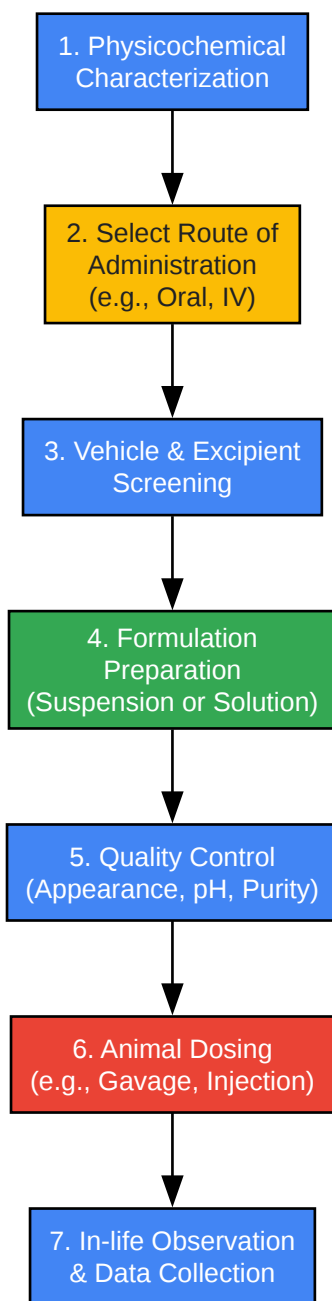 1. Physicochemical
Characterization
2. Select Route of
Administration
(e.g., Oral, IV)
3. Vehicle & Excipient
Screening
4. Formulation
Preparation
(Suspension or Solution)
5. Quality Control
(Appearance, pH, Purity)
6. Animal Dosing
(e.g., Gavage, Injection)
7. In-life Observation
& Data Collection